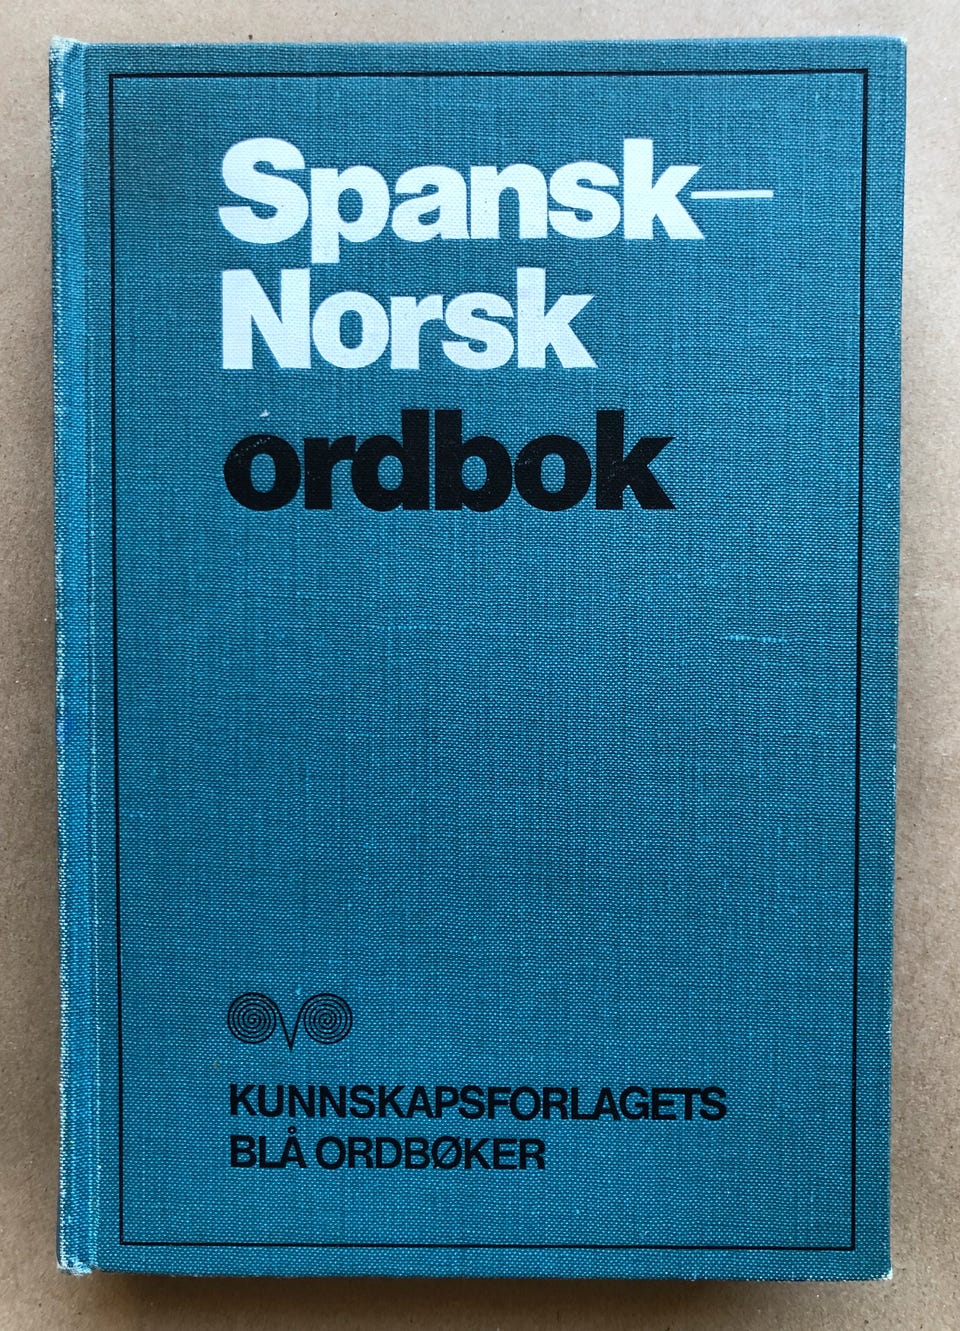 Spansk–
Norsk
ordbok
KUNNSKAPSFORLAGETS
BLÅ ORDBØKER